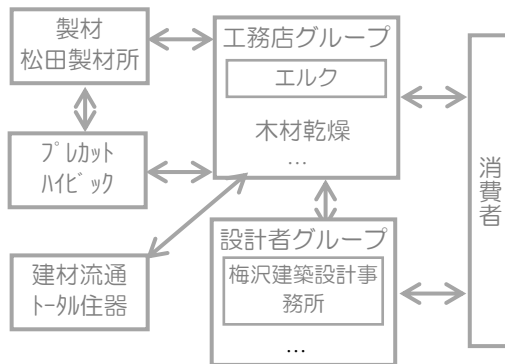 製材
松田製材所
プレカット
ハイビック
建材流通
トータル住器
工務店グループ
エルク
木材乾燥
…
設計者グループ
梅沢建築設計事
務所
…
消費者